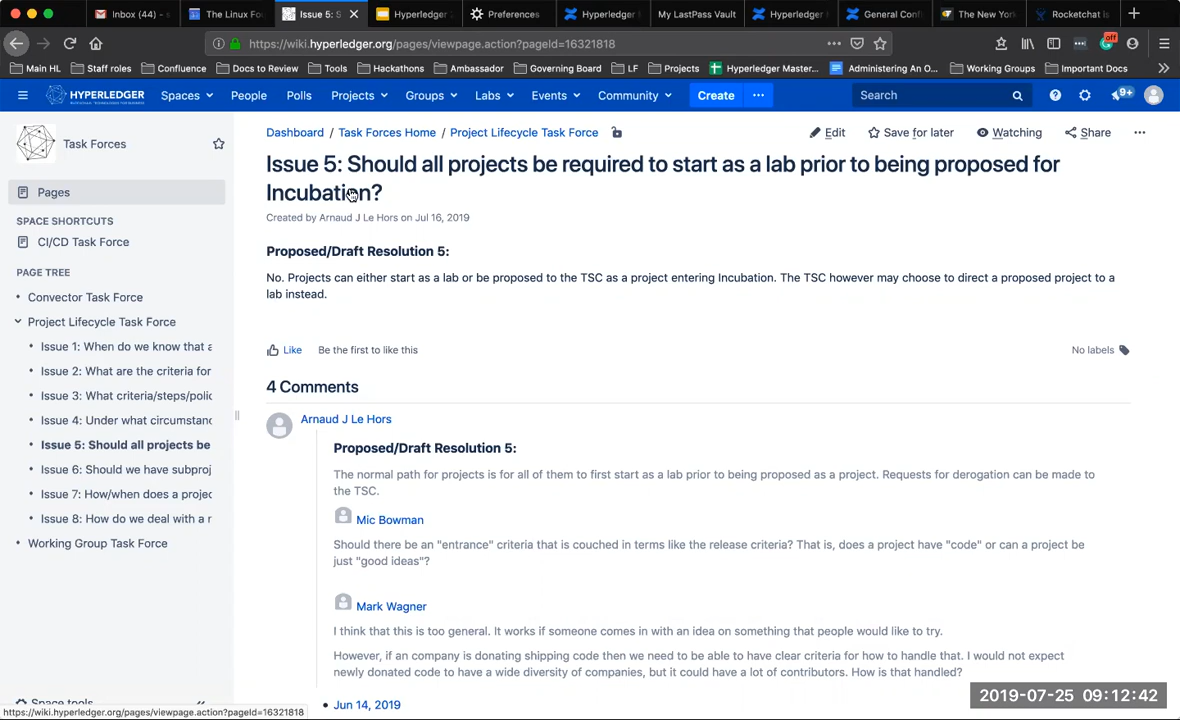 Inbox (44) -
The Linux Fou
Issue 5: S
Hyperledger
Preferences
Hyperledger
My LastPass Vault
Hyperledger
General Conf
The New York
Rocketchat is
https://wiki.hyperledger.org/pages/viewpage.action?pageId=16321818
off
Main HL
Staff roles
Confluence
Docs to Review
Tools
Hackathons
Ambassador
Governing Board
LF
Projects
Hyperledger Master...
Administering An O...
Working Groups
Important Docs
HYPERLEDGER
Spaces
People
Polls
Projects
Groups
Labs
Events
Community
Create
Search
9+
Task Forces
Pages
SPACE SHORTCUTS
CI/CD Task Force
PAGE TREE
Convector Task Force
Project Lifecycle Task Force
Issue 1: When do we know that a
Issue 2: What are the criteria for
Issue 3: What criteria/steps/polic
Issue 4: Under what circumstanc
Issue 5: Should all projects be
Issue 6: Should we have subproj
Issue 7: How/when does a projec
Issue 8: How do we deal with a r
Working Group Task Force
Space tools
Dashboard / Task Forces Home / Project Lifecycle Task Force
Edit
Save for later
Watching
Share
Issue 5: Should all projects be required to start as a lab prior to being proposed for
Incubation?
Created by Arnaud J Le Hors on Jul 16, 2019
Proposed/Draft Resolution 5:
No. Projects can either start as a lab or be proposed to the TSC as a project entering Incubation. The TSC however may choose to direct a proposed project to a
lab instead.
Like
Be the first to like this
No labels
4 Comments
Arnaud J Le Hors
Proposed/Draft Resolution 5:
The normal path for projects is for all of them to first start as a lab prior to being proposed as a project. Requests for derogation can be made to
the TSC.
Mic Bowman
Should there be an "entrance" criteria that is couched in terms like the release criteria? That is, does a project have "code" or can a project be
just "good ideas"?
Mark Wagner
I think that this is too general. It works if someone comes in with an idea on something that people would like to try.
However, if an company is donating shipping code then we need to be able to have clear criteria for how to handle that. I would not expect
newly donated code to have a wide diversity of companies, but it could have a lot of contributors. How is that handled?
Jun 14, 2019
2019-07-25 09:12:42
https://wiki.hyperledger.org/pages/viewpage.action?pageId=16321818